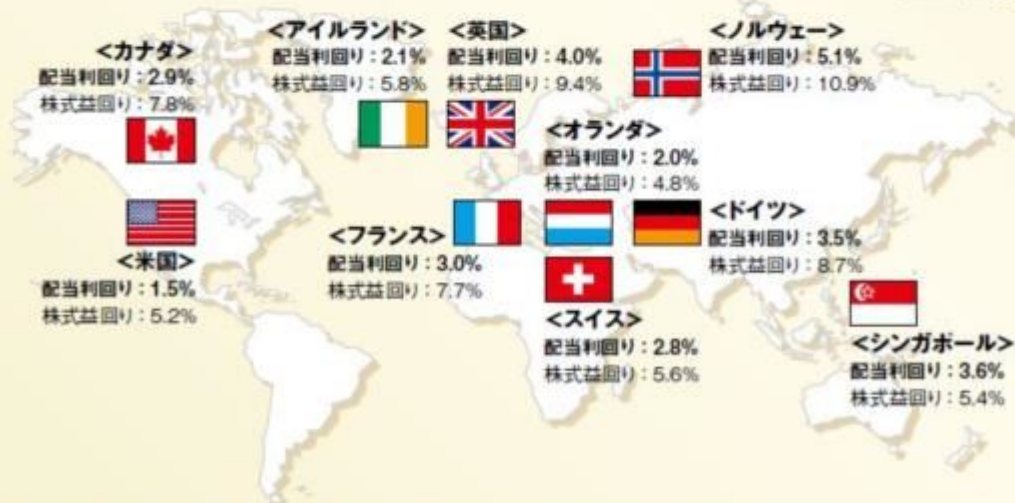 <カナダ>
配当利回り：2.9%
株式益回り：7.8%
<アイルランド>
配当利回り：2.1%
株式益回り：5.8%
<英国>
配当利回り：4.0%
株式益回り：9.4%
<ノルウェー>
配当利回り：5.1%
株式益回り：10.9%
<オランダ>
配当利回り：2.0%
株式益回り：4.8%
<米国>
配当利回り：1.5%
株式益回り：5.2%
<フランス>
配当利回り：3.0%
株式益回り：7.7%
<ドイツ>
配当利回り：3.5%
株式益回り：8.7%
<スイス>
配当利回り：2.8%
株式益回り：5.6%
<シンガポール>
配当利回り：3.6%
株式益回り：5.4%